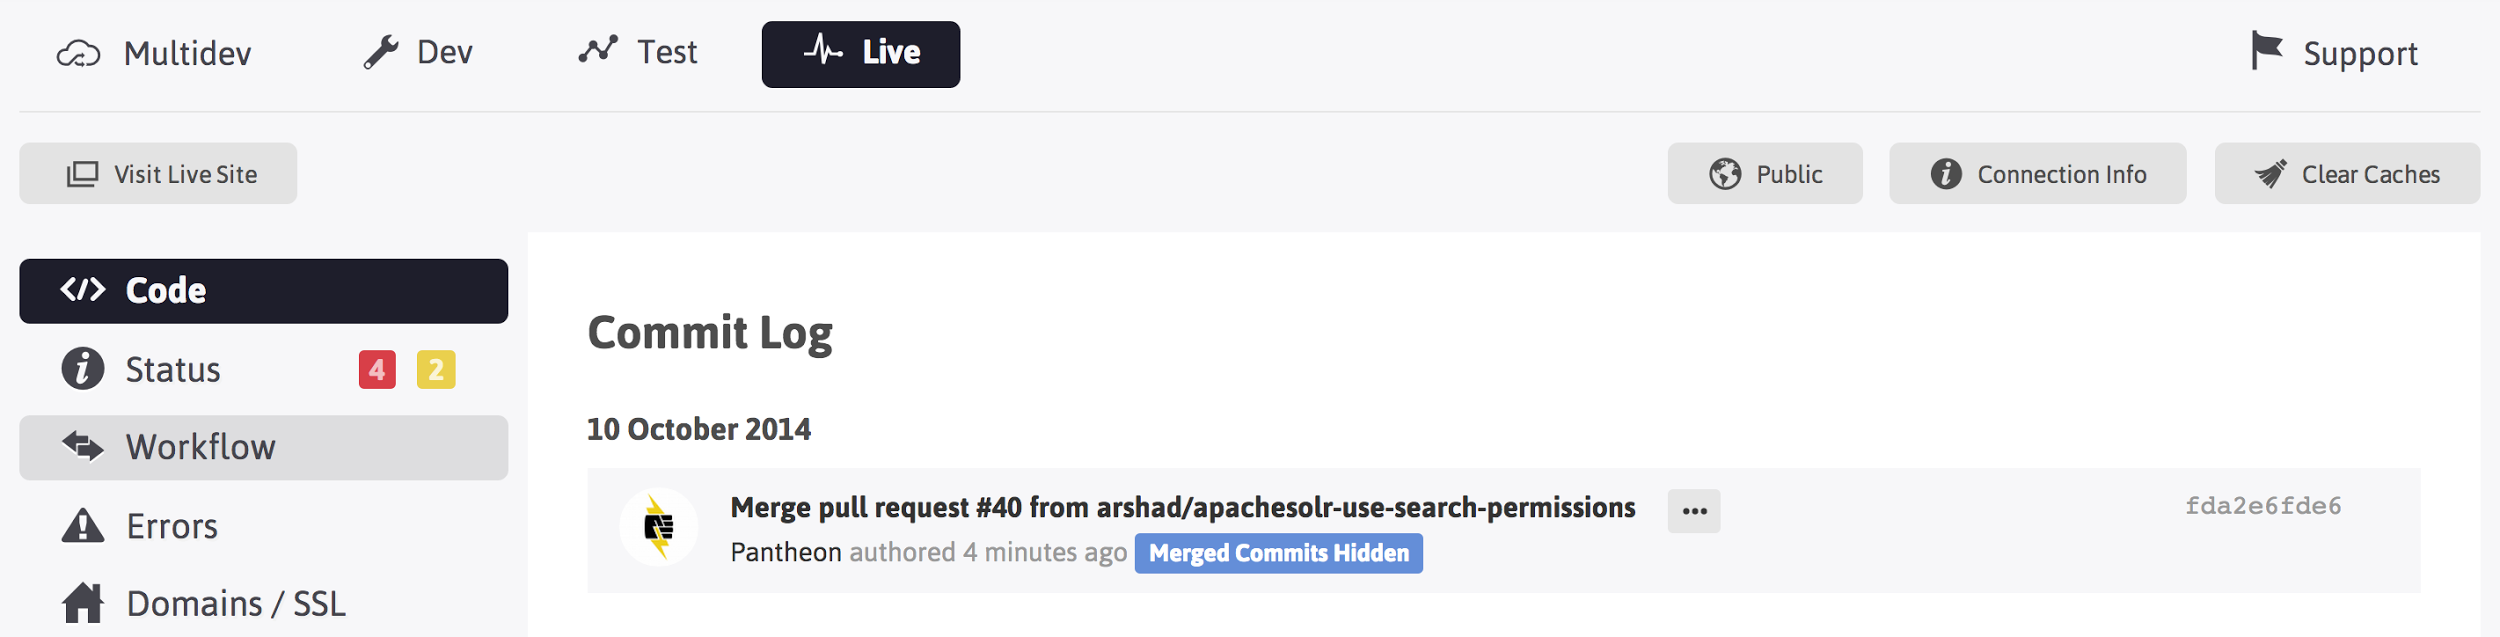 Multidev Dev Test Live Support
Visit Live Site Public Connection Info Clear Caches
Code
Status 4 2
Workflow
Errors
Domains / SSL
Commit Log
10 October 2014
Merge pull request #40 from arshad/apachesolr-use-search-permissions ••• fda2e6fde6
Pantheon authored 4 minutes ago Merged Commits Hidden